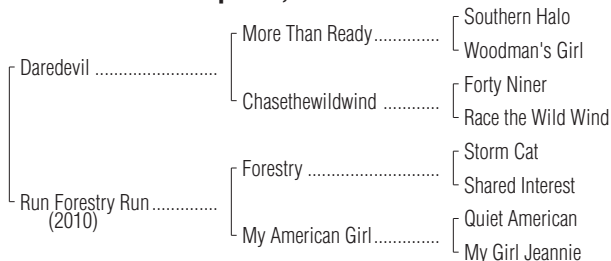 Southern Halo
More Than Ready..............
Woodman's Girl
Daredevil ..........................
Forty Niner
Chasethewildwind ............
Race the Wild Wind
Storm Cat
Forestry ............................
Shared Interest
Run Forestry Run..............
(2010)
Quiet American
My American Girl..............
My Girl Jeannie